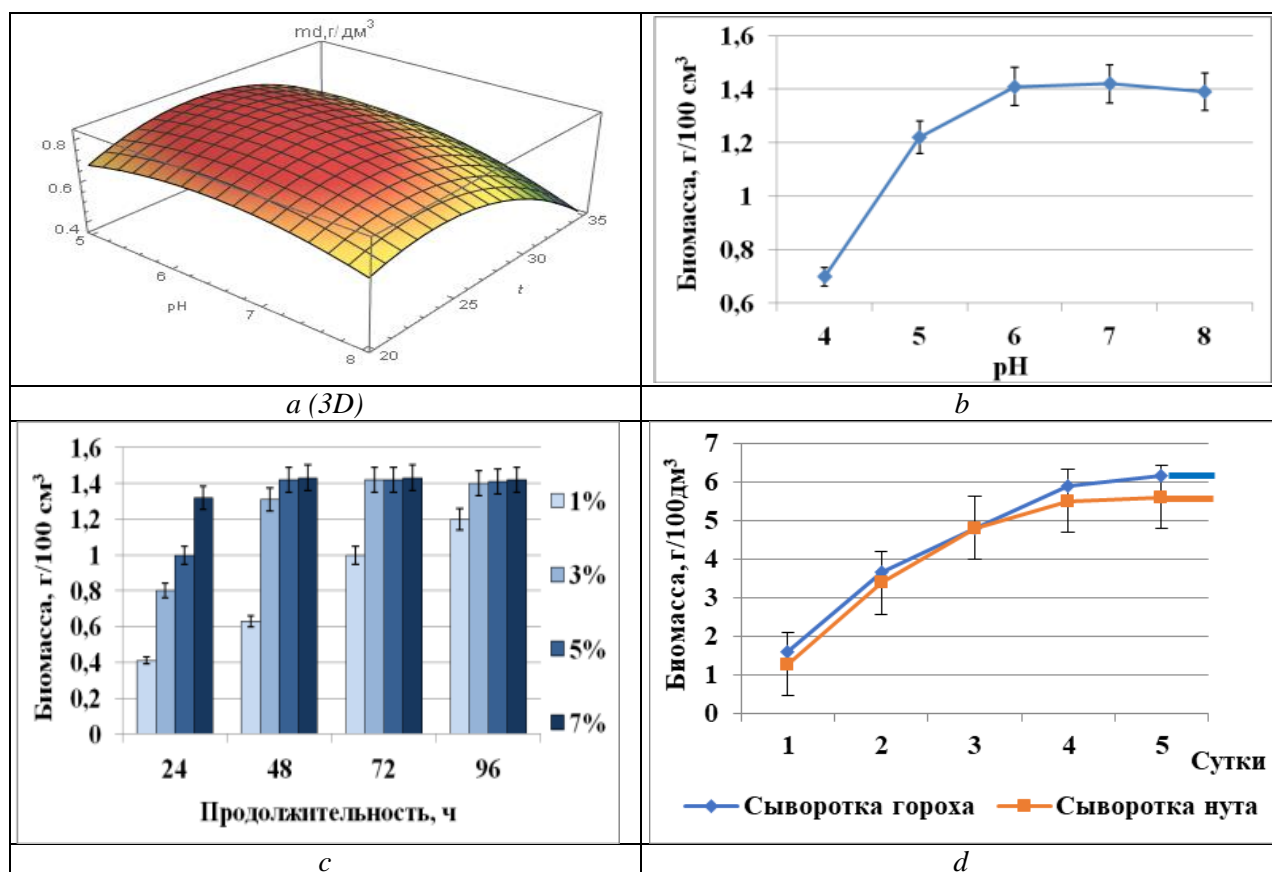 md,г/дм³
0.8
0.6
0.4
5
6
pH
7
8
20
25
t
30
35
a (3D)
Биомасса, г/100 см³
1,6
1,4
1,2
1
0,8
0,6
4 5 6 7 8
pH
b
Биомасса, г/100 см³
1,6
1,4
1,2
1
0,8
0,6
0,4
0,2
0
24 48 72 96
Продолжительность, ч
1%
3%
5%
7%
c
Биомасса, г/100дм³
7
6
5
4
3
2
1
0
1 2 3 4 5
Сутки
Сыворотка гороха Сыворотка нута
d